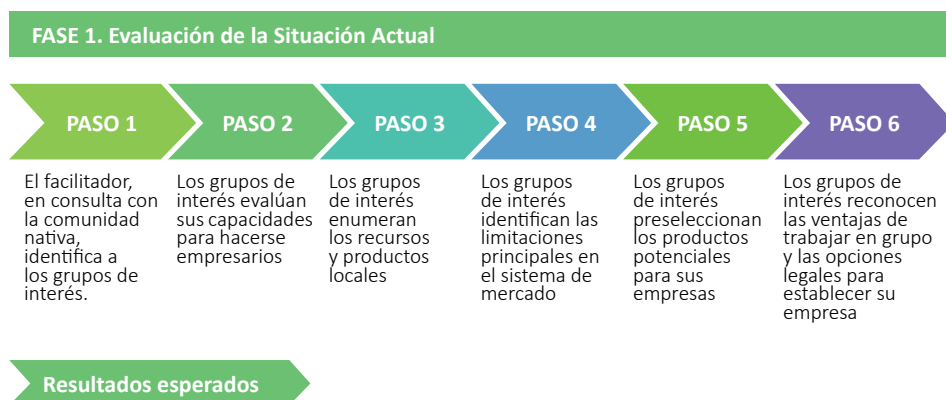 FASE 1. Evaluación de la Situación Actual
PASO 1
El facilitador,
en consulta con
la comunidad
nativa,
identifica a
los grupos de
interés.
PASO 2
Los grupos de
interés evalúan
sus capacidades
para hacerse
empresarios
PASO 3
Los grupos
de interés
enumeran
los recursos
y productos
locales
PASO 4
Los grupos
de interés
identifican las
limitaciones
principales en
el sistema de
mercado
PASO 5
Los grupos
de interés
preseleccionan
los productos
potenciales
para sus
empresas
PASO 6
Los grupos de
interés reconocen
las ventajas de
trabajar en grupo
y las opciones
legales para
establecer su
empresa
Resultados esperados